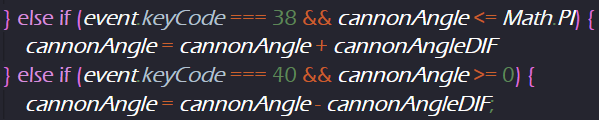 } else if (event.keyCode === 38 && cannonAngle <= Math.PI) {
cannonAngle = cannonAngle + cannonAngleDIF
} else if (event.keyCode === 40 && cannonAngle >= 0) {
cannonAngle = cannonAngle - cannonAngleDIF;